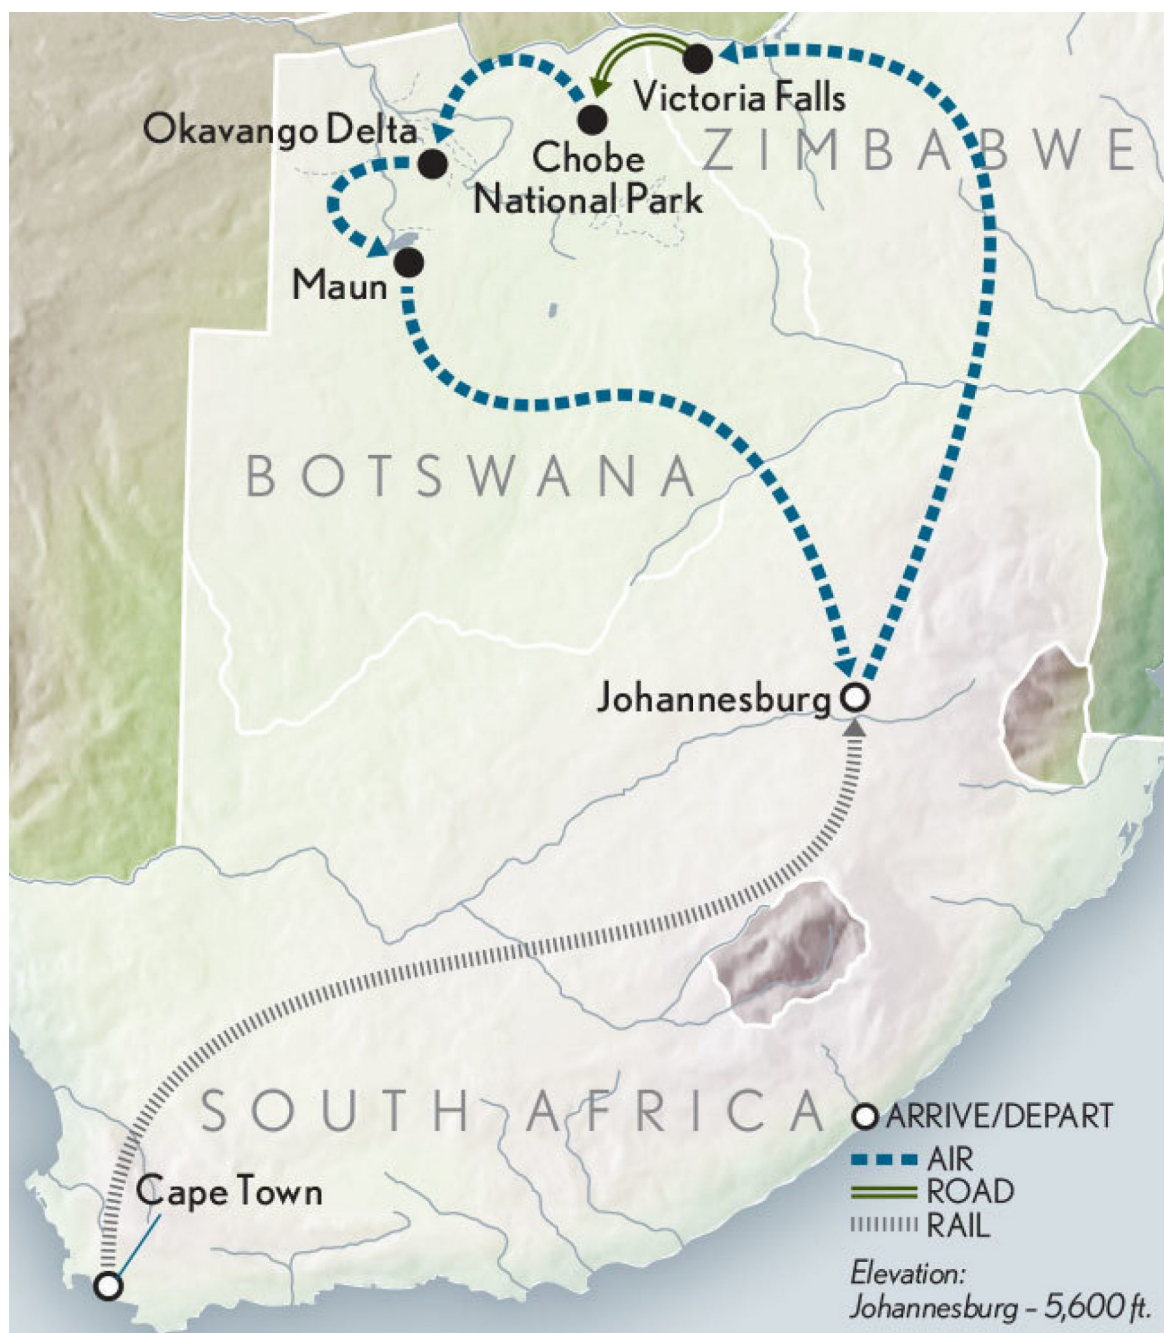 Victoria Falls
Okavango Delta
ZIMBABWE
Chobe
National Park
Maun
BOTSWANA
Johannesburg
SOUTH AFRICA
Cape Town
ARRIVE/DEPART
AIR
ROAD
RAIL
Elevation:
Johannesburg – 5,600 ft.